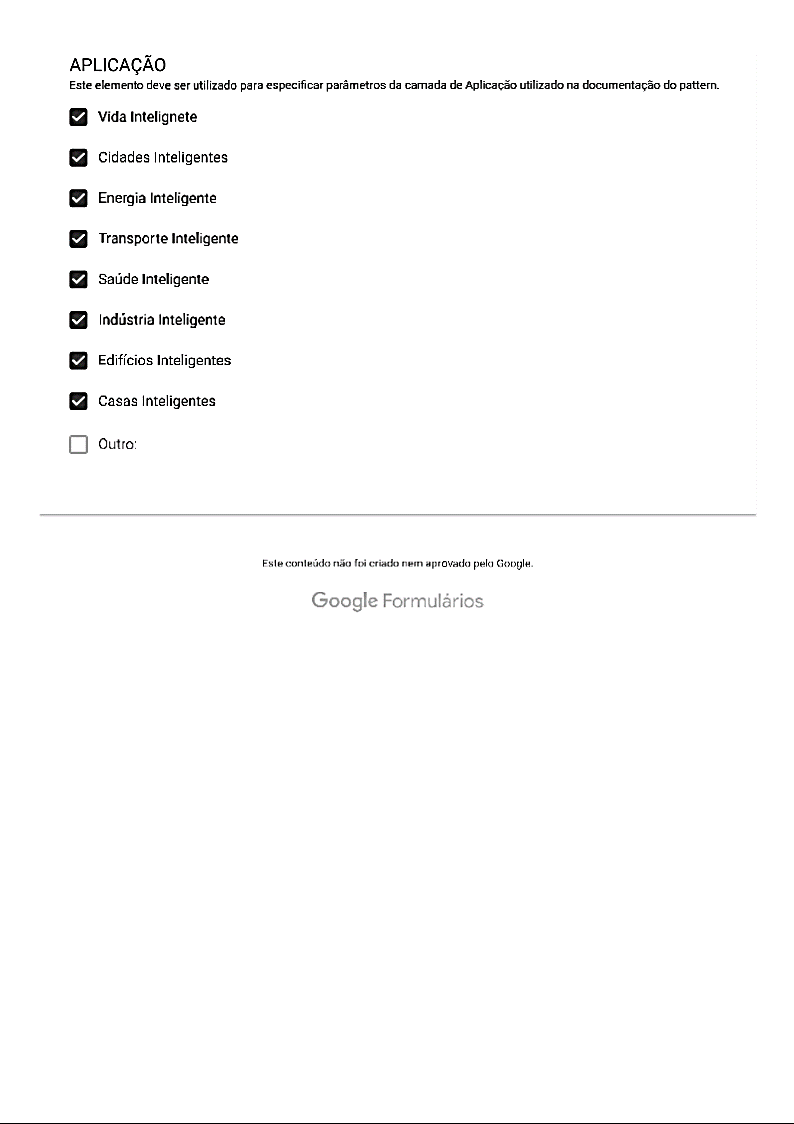 APLICAÇÃO
Este elemento deve ser utilizado para especificar parâmetros da camada de Aplicação utilizado na documentação do pattern.
Vida Intelignete
Cidades Inteligentes
Energia Inteligente
Transporte Inteligente
Saúde Inteligente
Indústria Inteligente
Edifícios Inteligentes
Casas Inteligentes
Outro:
Este conteúdo não foi criado nem aprovado pelo Google.
Google Formulários